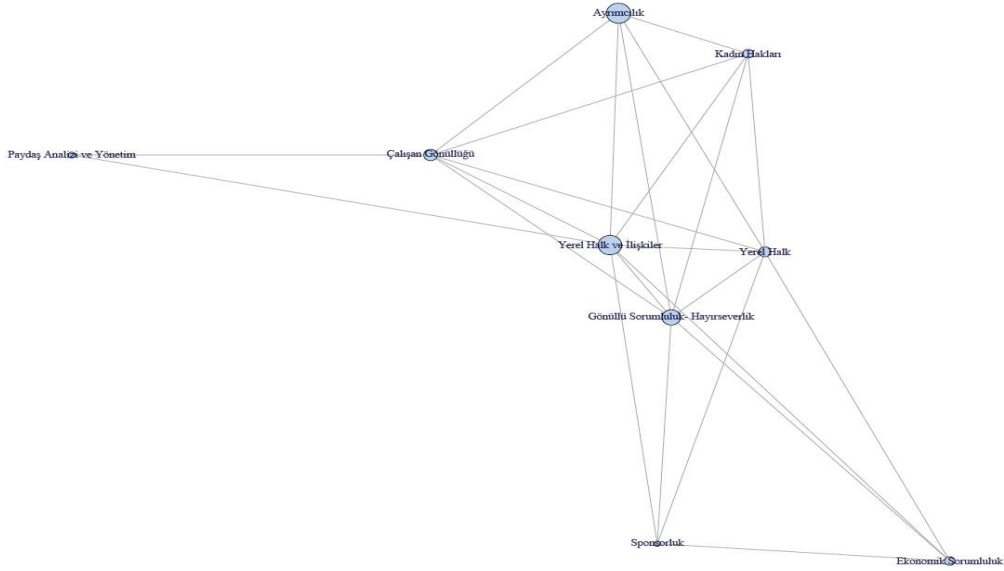 Ayrımcılık
Kadın Hakları
Paydaş Analizi ve Yönetim
Çalışan Gönüllüğü
Yerel Halk ve İlişkiler
Yerel Halk
Gönüllü Sorumluluk- Hayırseverlik
Sponsorluk
Ekonomik Sorumluluk